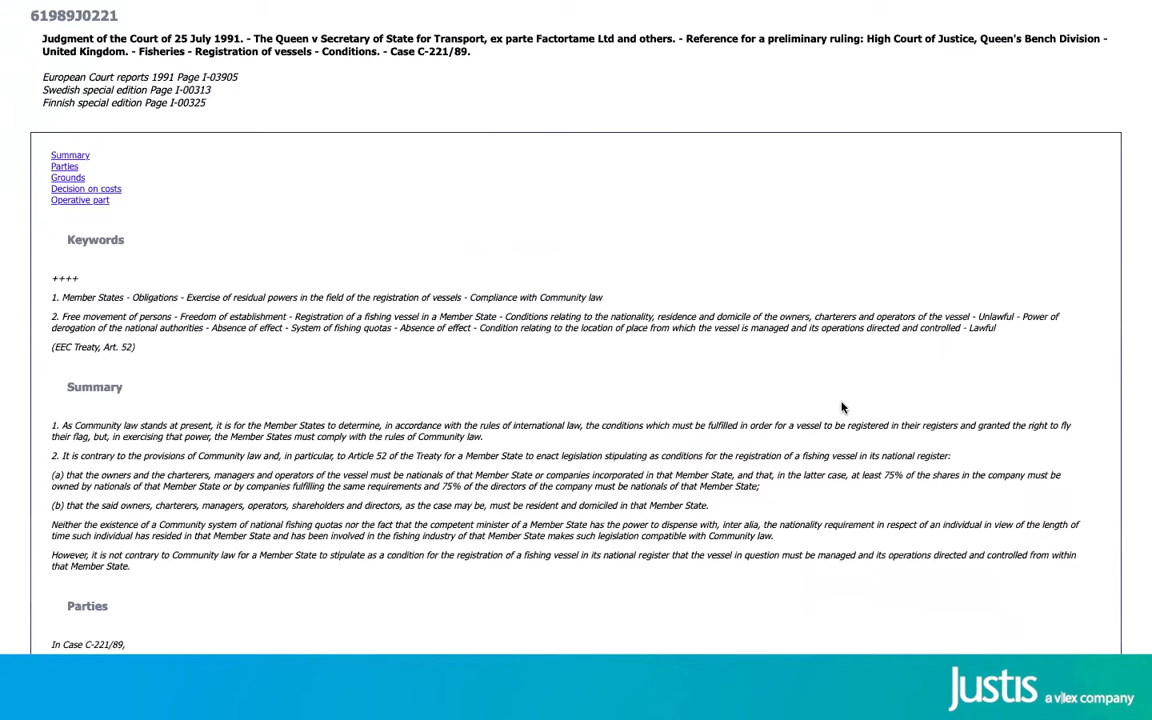 61989J0221
Judgment of the Court of 25 July 1991. - The Queen v Secretary of State for Transport, ex parte Factortame Ltd and others. - Reference for a preliminary ruling: High Court of Justice, Queen's Bench Division -
United Kingdom. - Fisheries - Registration of vessels - Conditions. - Case C-221/89.
European Court reports 1991 Page I-03905
Swedish special edition Page I-00313
Finnish special edition Page I-00325
Summary
Parties
Grounds
Decision on costs
Operative part
Keywords
++++
1. Member States - Obligations - Exercise of residual powers in the field of the registration of vessels - Compliance with Community law
2. Free movement of persons - Freedom of establishment - Registration of a fishing vessel in a Member State - Conditions relating to the nationality, residence and domicile of the owners, charterers and operators of the vessel - Unlawful - Power of
derogation of the national authorities - Absence of effect - System of fishing quotas - Absence of effect - Condition relating to the location of place from which the vessel is managed and its operations directed and controlled - Lawful
(EEC Treaty, Art. 52)
Summary
1. As Community law stands at present, it is for the Member States to determine, in accordance with the rules of international law, the conditions which must be fulfilled in order for a vessel to be registered in their registers and granted the right to fly
their flag, but, in exercising that power, the Member States must comply with the rules of Community law.
2. It is contrary to the provisions of Community law and, in particular, to Article 52 of the Treaty for a Member State to enact legislation stipulating as conditions for the registration of a fishing vessel in its national register:
(a) that the owners and the charterers, managers and operators of the vessel must be nationals of that Member State or companies incorporated in that Member State, and that, in the latter case, at least 75% of the shares in the company must be
owned by nationals of that Member State or by companies fulfilling the same requirements and 75% of the directors of the company must be nationals of that Member State;
(b) that the said owners, charterers, managers, operators, shareholders and directors, as the case may be, must be resident and domiciled in that Member State.
Neither the existence of a Community system of national fishing quotas nor the fact that the competent minister of a Member State has the power to dispense with, inter alia, the nationality requirement in respect of an individual in view of the length of
time such individual has resided in that Member State and has been involved in the fishing industry of that Member State makes such legislation compatible with Community law.
However, it is not contrary to Community law for a Member State to stipulate as a condition for the registration of a fishing vessel in its national register that the vessel in question must be managed and its operations directed and controlled from within
that Member State.
Parties
In Case C-221/89,
Justis a vlex company